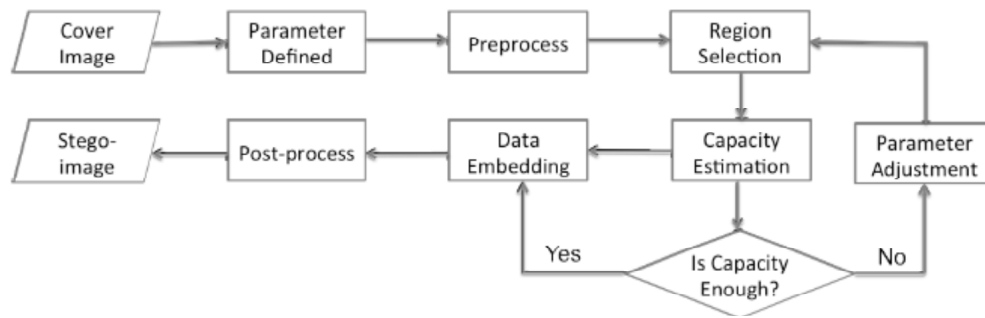 Cover
Image
Parameter
Defined
Preprocess
Region
Selection
Stego-
image
Post-process
Data
Embedding
Capacity
Estimation
Parameter
Adjustment
Yes
Is Capacity
Enough?
No